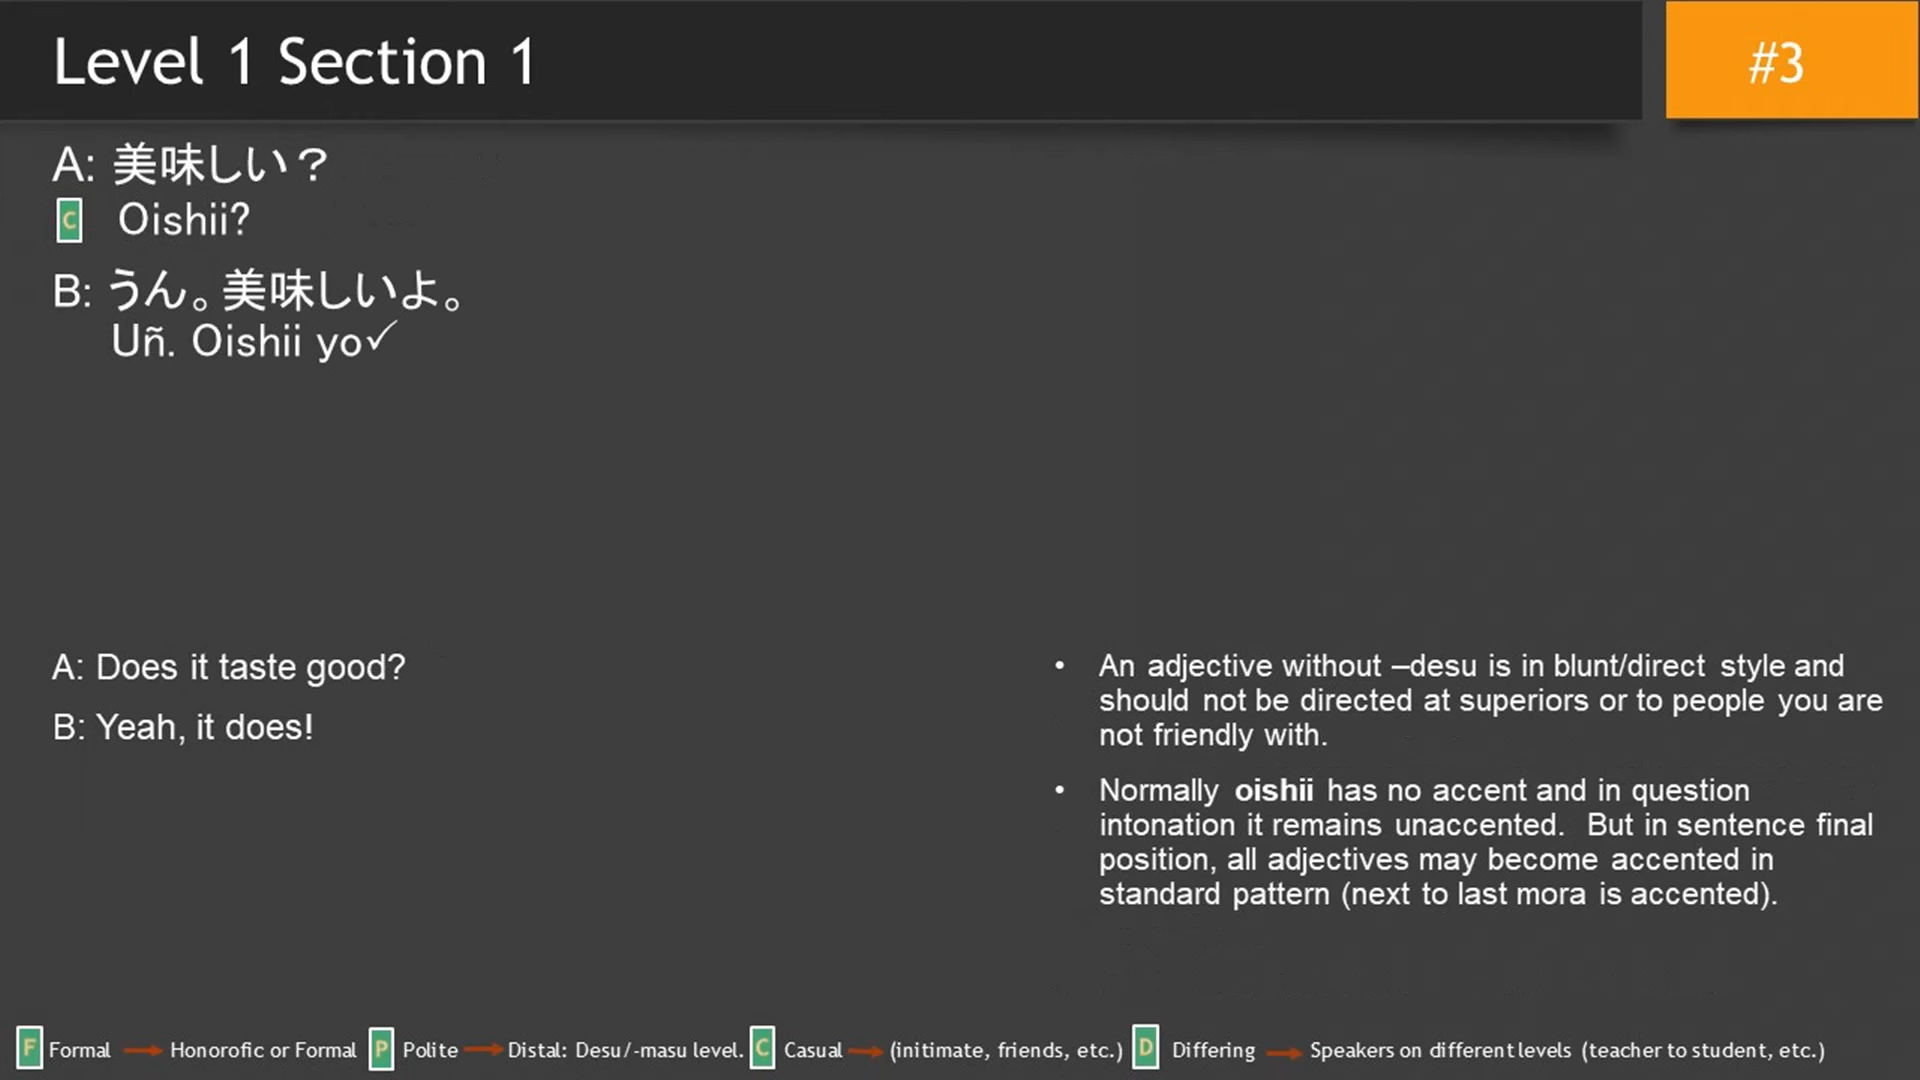 Level 1 Section 1
#3
A: 美味しい？
C Oishii?
B: うん。美味しいよ。
Uñ. Oishii yo✓
A: Does it taste good?
B: Yeah, it does!
• An adjective without –desu is in blunt/direct style and
should not be directed at superiors or to people you are
not friendly with.
• Normally oishii has no accent and in question
intonation it remains unaccented. But in sentence final
position, all adjectives may become accented in
standard pattern (next to last mora is accented).
F Formal → Honorofic or Formal P Polite → Distal: Desu/-masu level. C Casual → (initimate, friends, etc.) D Differing → Speakers on different levels (teacher to student, etc.)